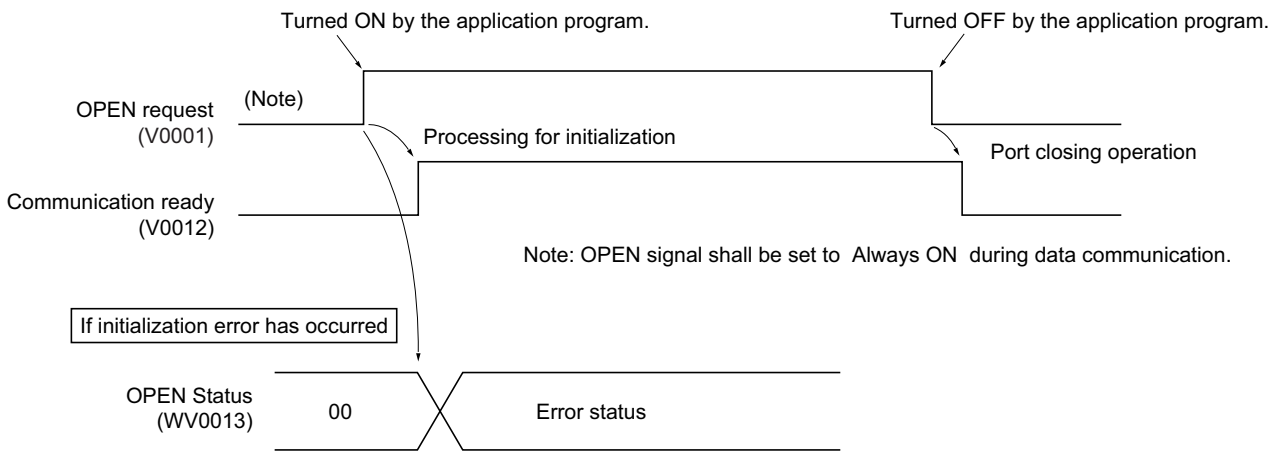 Turned ON by the application program.
Turned OFF by the application program.
OPEN request
(V0001)
(Note)
Processing for initialization
Port closing operation
Communication ready
(V0012)
Note: OPEN signal shall be set to Always ON during data communication.
If initialization error has occurred
OPEN Status
(WV0013)
00
Error status